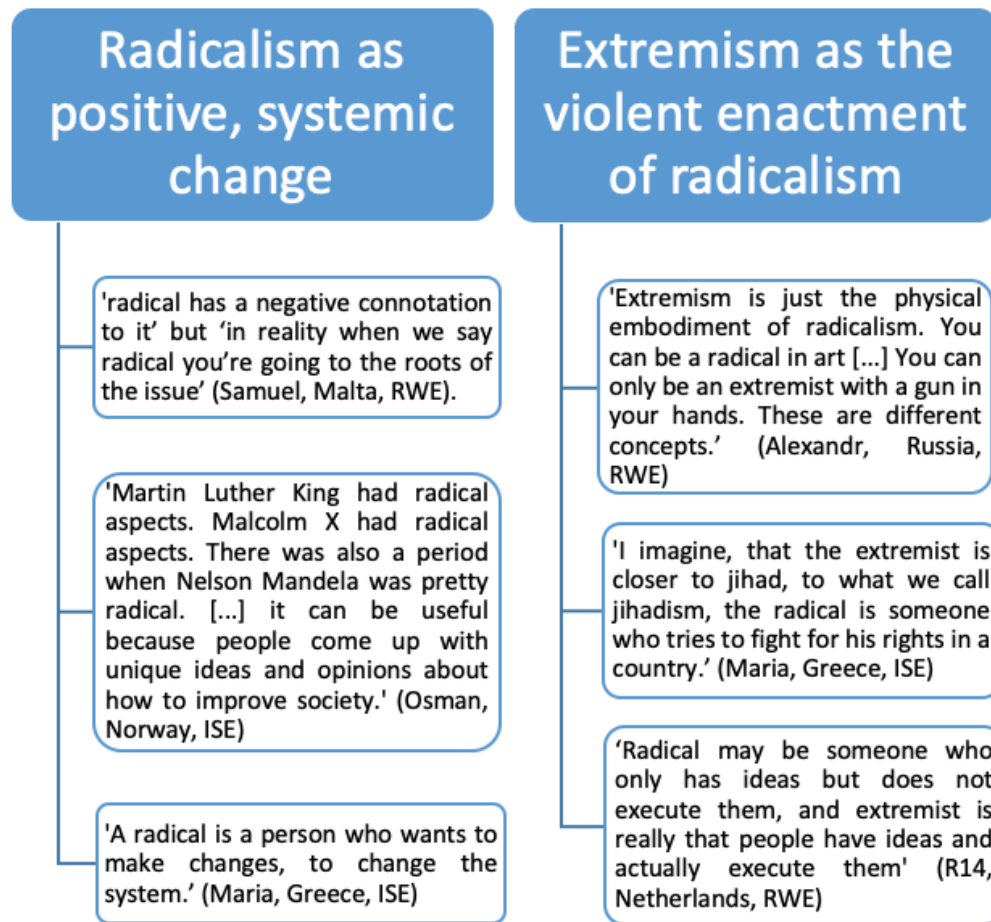 Radicalism as
positive, systemic
change
'radical has a negative connotation
to it' but ‘in reality when we say
radical you’re going to the roots of
the issue’ (Samuel, Malta, RWE).
'Martin Luther King had radical
aspects. Malcolm X had radical
aspects. There was also a period
when Nelson Mandela was pretty
radical. [...] it can be useful
because people come up with
unique ideas and opinions about
how to improve society.' (Osman,
Norway, ISE)
'A radical is a person who wants to
make changes, to change the
system.’ (Maria, Greece, ISE)
Extremism as the
violent enactment
of radicalism
'Extremism is just the physical
embodiment of radicalism. You
can be a radical in art [...] You can
only be an extremist with a gun in
your hands. These are different
concepts.’ (Alexandr, Russia,
RWE)
'I imagine, that the extremist is
closer to jihad, to what we call
jihadism, the radical is someone
who tries to fight for his rights in a
country.’ (Maria, Greece, ISE)
‘Radical may be someone who
only has ideas but does not
execute them, and extremist is
really that people have ideas and
actually execute them' (R14,
Netherlands, RWE)